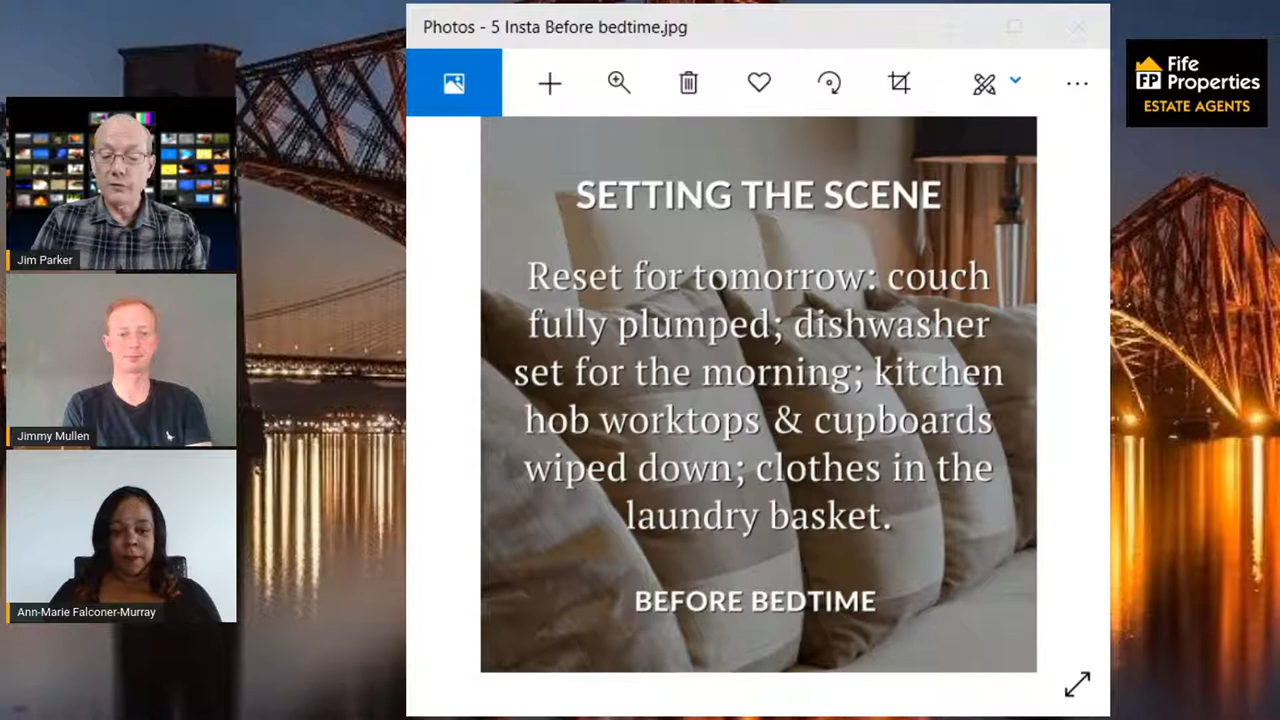 Photos - 5 Insta Before bedtime.jpg
Fife
Properties
FP
ESTATE AGENTS
Jim Parker
Jimmy Mullen
Ann-Marie Falconer-Murray
SETTING THE SCENE
Reset for tomorrow: couch
fully plumped; dishwasher
set for the morning; kitchen
hob worktops & cupboards
wiped down; clothes in the
laundry basket.
BEFORE BEDTIME